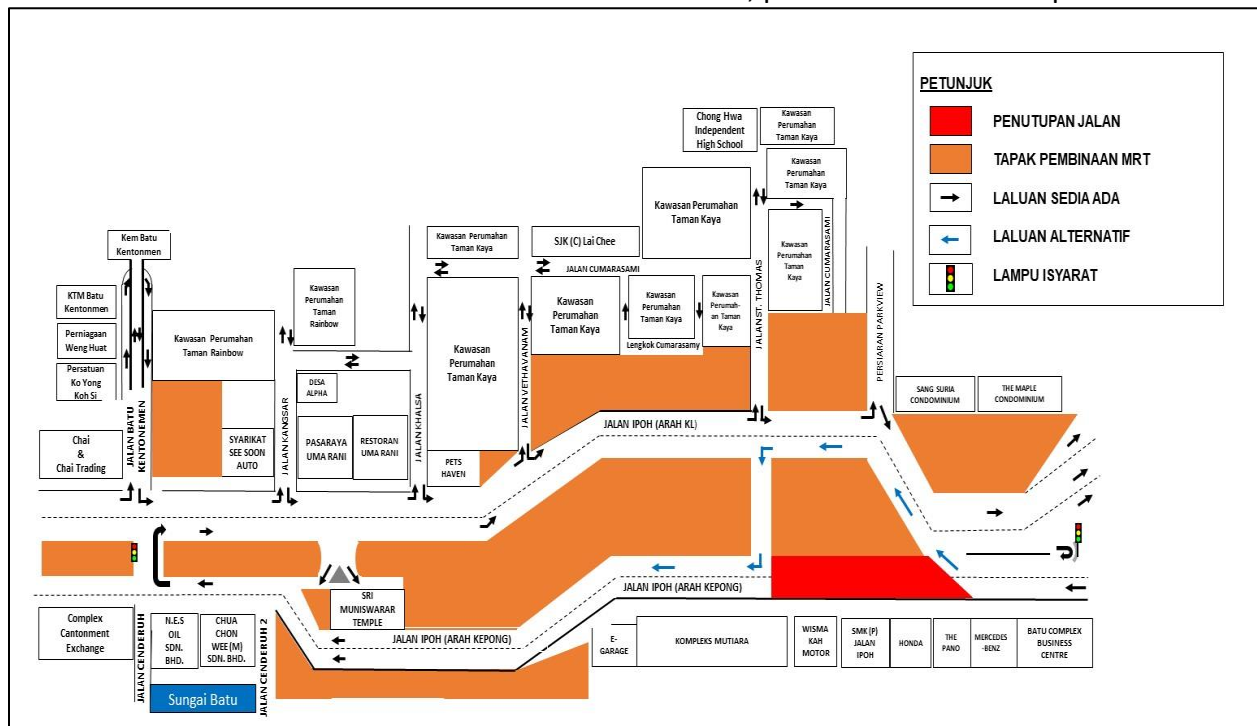 PETUNJUK
PENUTUPAN JALAN
TAPAK PEMBINAAN MRT
LALUAN SEDIA ADA
LALUAN ALTERNATIF
LAMPU ISYARAT
Chong Hwa
Independent
High School
Kawasan
Perumahan
Taman Kaya
Kawasan
Perumahan
Taman Kaya
Kawasan Perumahan
Taman Kaya
Kawasan
Perumahan
Taman
Kaya
JALAN CUMARASAMI
JALAN ST. THOMAS
PERSIARAN PARKVIEW
Kem Batu
Kentonmen
KTM Batu
Kentonmen
Perniagaan
Weng Huat
Persatuan
Ko Yong
Koh Si
Chai
&
Chai Trading
JALAN BATU
KENTONEMEN
Kawasan Perumahan
Taman Rainbow
SYARIKAT
SEE SOON
AUTO
JALAN KANGSAR
Kawasan
Perumahan
Taman
Rainbow
DESA
ALPHA
PASARAYA
UMA RANI
RESTORAN
UMA RANI
JALAN KHALSA
Kawasan Perumahan
Taman Kaya
Kawasan
Perumahan
Taman Kaya
PETS
HAVEN
JALAN VETHAVANAM
SJK (C) Lai Chee
JALAN CUMARASAMI
Kawasan
Perumahan
Taman Kaya
Kawasan
Perumahan
Taman Kaya
Kawasan
Perumah-
an Taman
Kaya
Lengkok Cumarasamy
SANG SURIA
CONDOMINIUM
THE MAPLE
CONDOMINIUM
JALAN IPOH (ARAH KL)
JALAN IPOH (ARAH KEPONG)
SRI
MUNISWARAR
TEMPLE
JALAN IPOH (ARAH KEPONG)
Complex
Cantonment
Exchange
JALAN CENDERUH
N.E.S
OIL
SDN.
BHD.
CHUA
CHON
WEE (M)
SDN. BHD.
JALAN CENDERUH 2
Sungai Batu
E-
GARAGE
KOMPLEKS MUTIARA
WISMA
KAH
MOTOR
SMK (P)
JALAN
IPOH
HONDA
THE
PANO
MERCEDES
-BENZ
BATU COMPLEX
BUSINESS
CENTRE